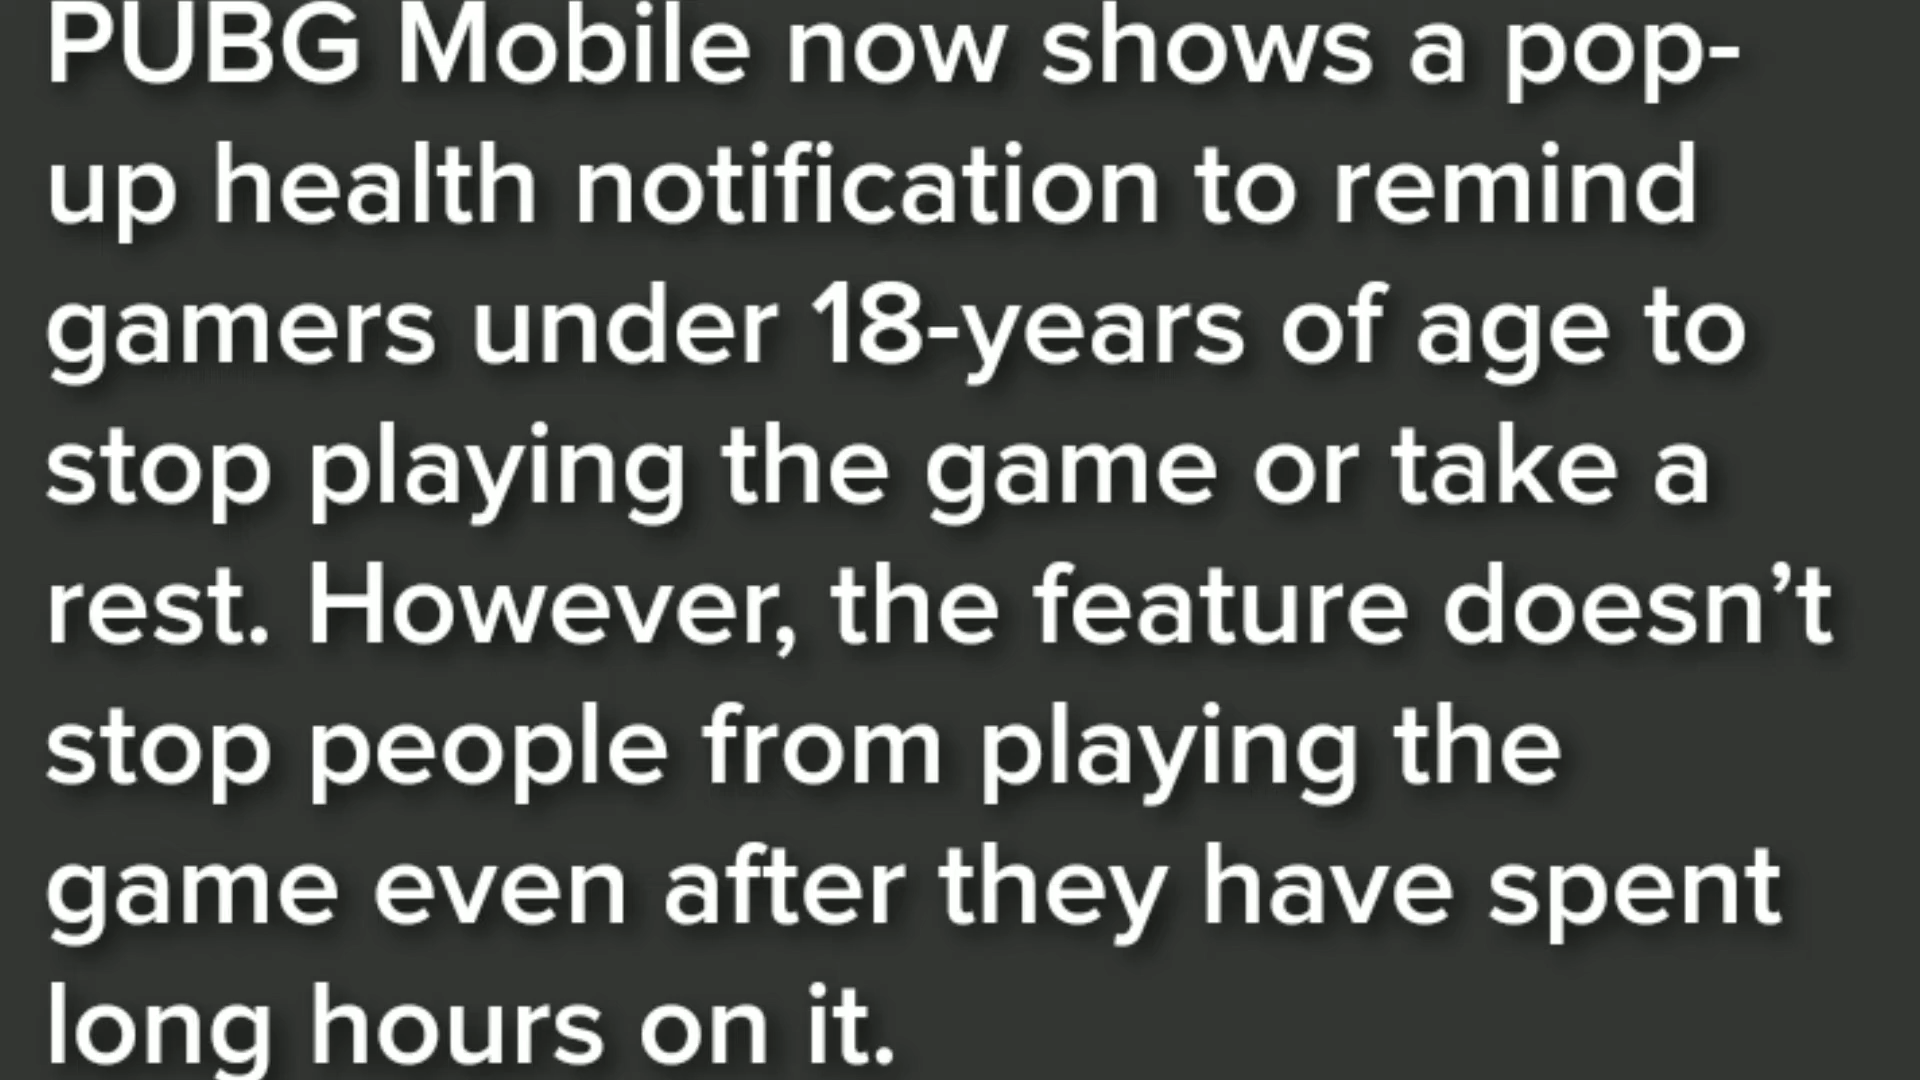 PUBG Mobile now shows a pop-
up health notification to remind
gamers under 18-years of age to
stop playing the game or take a
rest. However, the feature doesn’t
stop people from playing the
game even after they have spent
long hours on it.